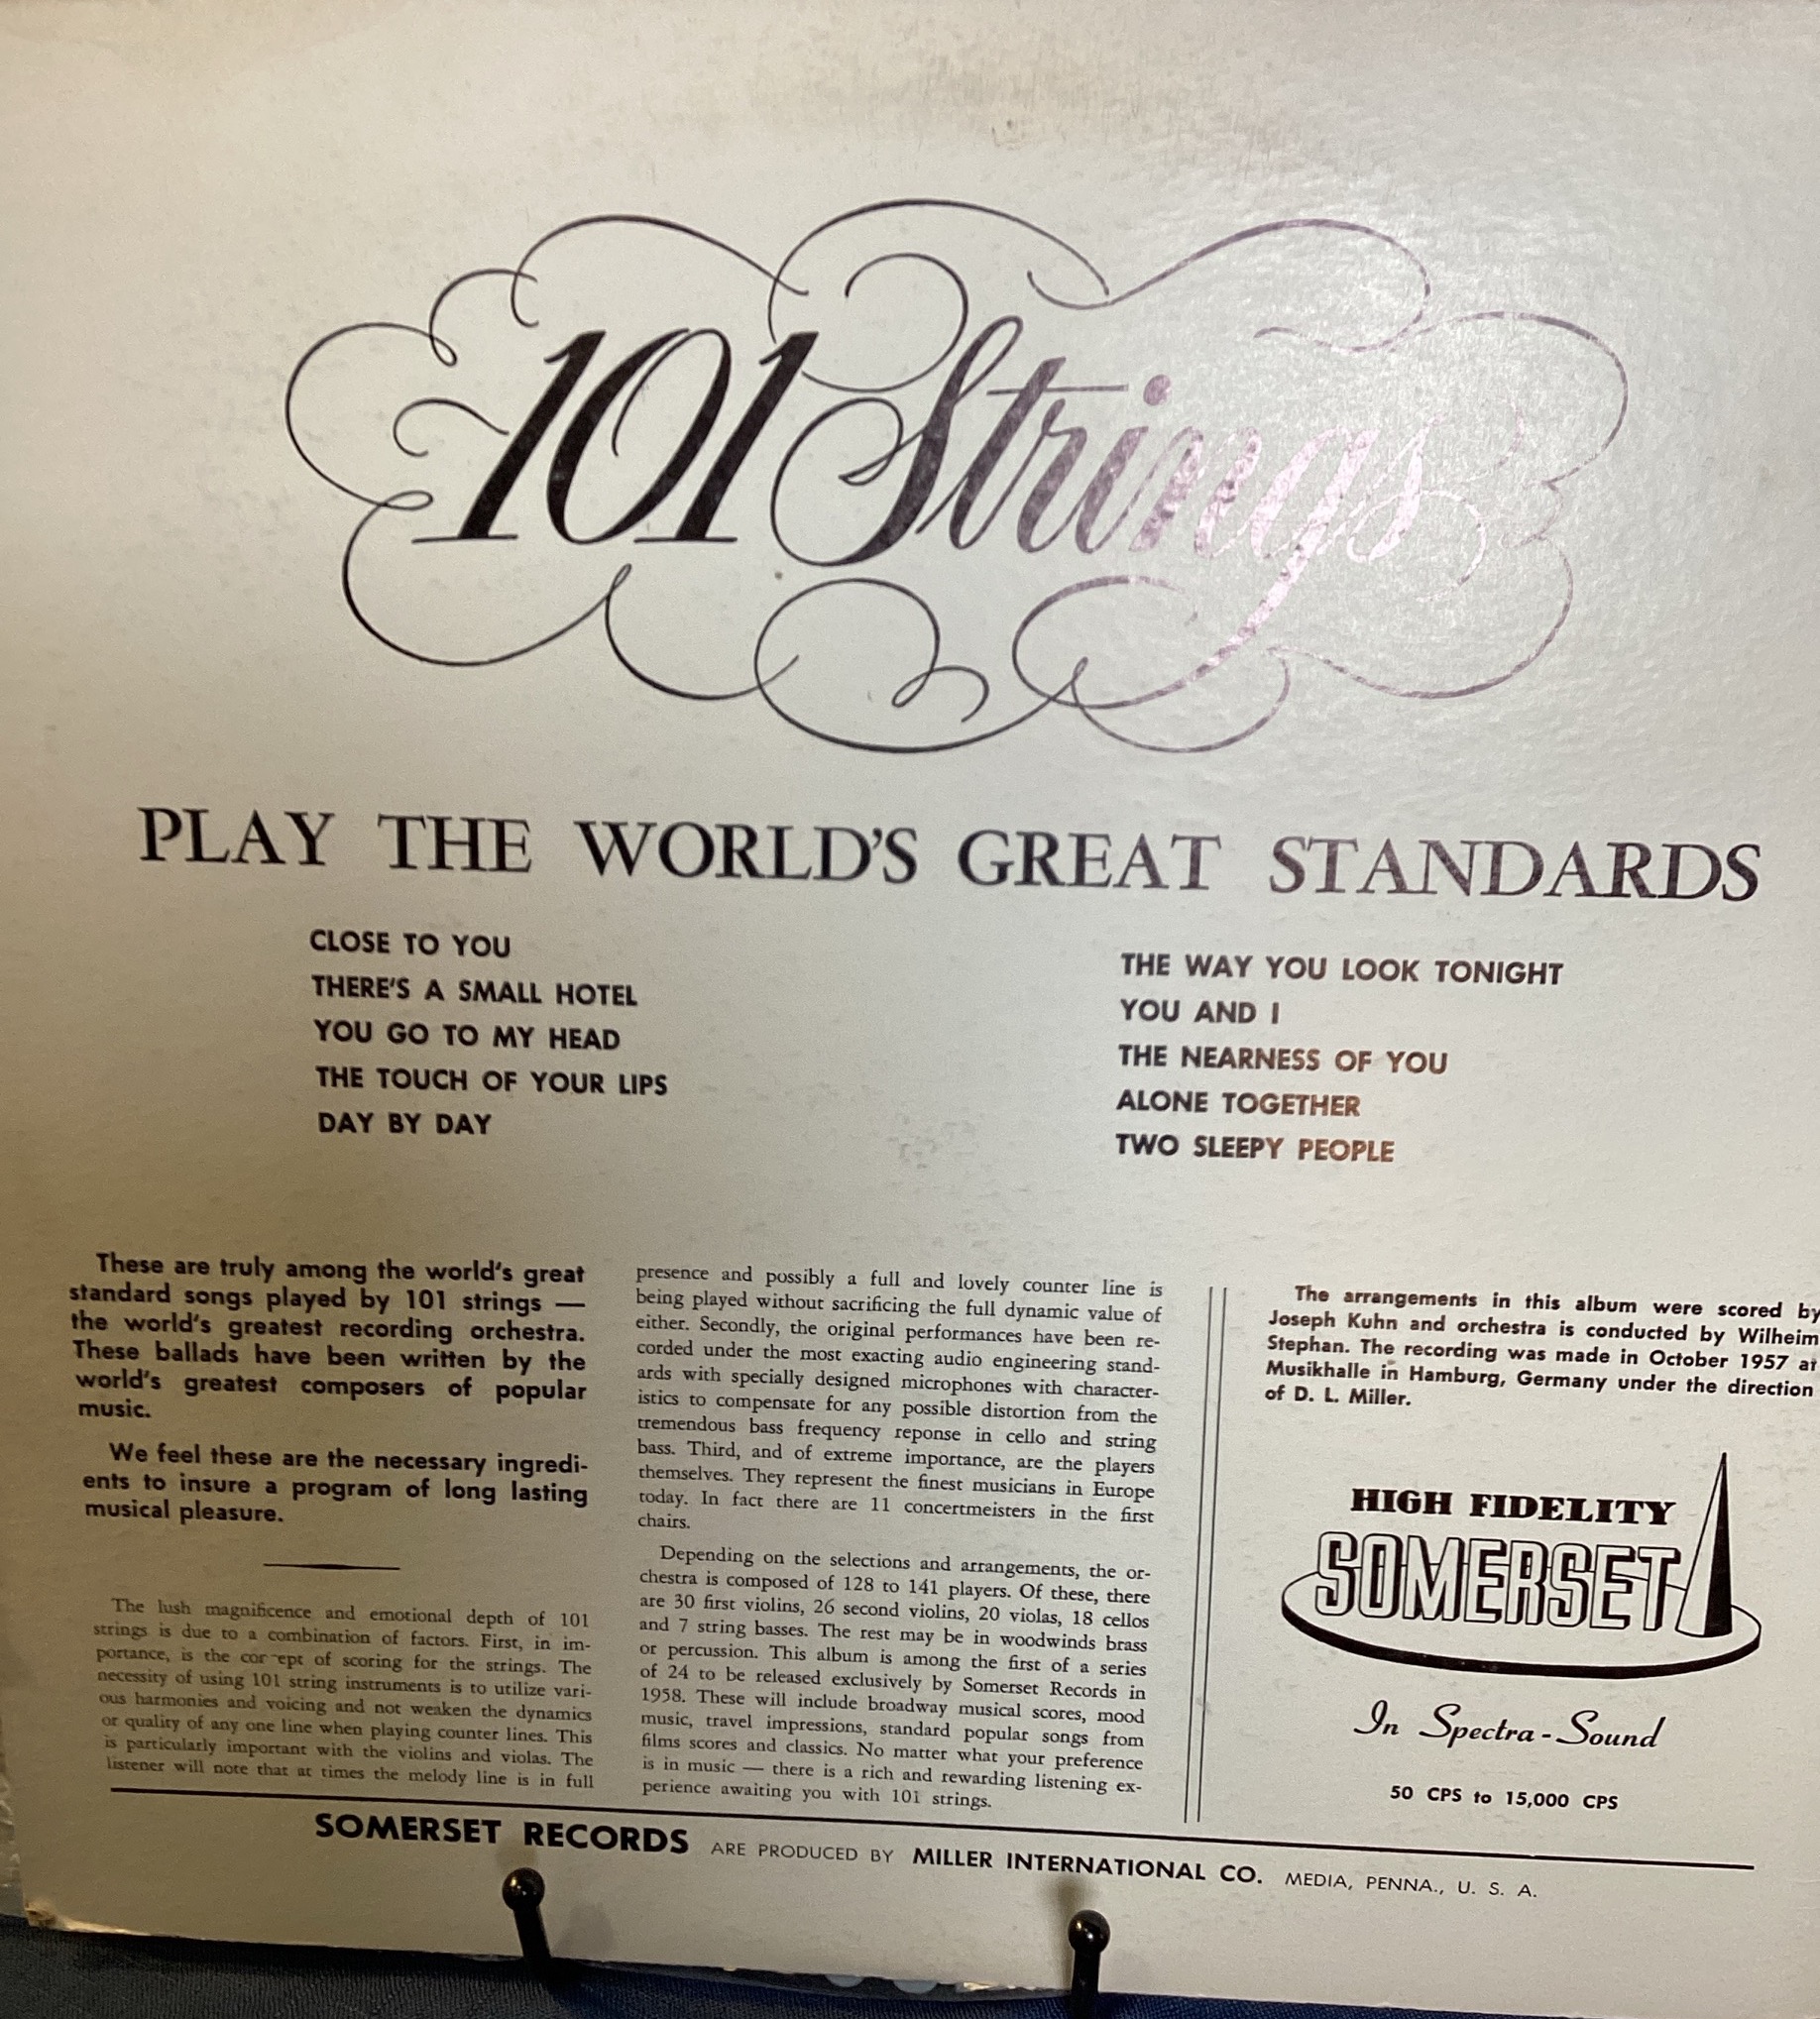 101 Strings
PLAY THE WORLD'S GREAT STANDARDS
CLOSE TO YOU
THERE'S A SMALL HOTEL
YOU GO TO MY HEAD
THE TOUCH OF YOUR LIPS
DAY BY DAY
THE WAY YOU LOOK TONIGHT
YOU AND I
THE NEARNESS OF YOU
ALONE TOGETHER
TWO SLEEPY PEOPLE
These are truly among the world's great
standard songs played by 101 strings —
the world's greatest recording orchestra.
These ballads have been written by the
world's greatest composers of popular
music.
We feel these are the necessary ingredi-
ents to insure a program of long lasting
musical pleasure.
The lush magnificence and emotional depth of 101
strings is due to a combination of factors. First, in im-
portance, is the concept of scoring for the strings. The
necessity of using 101 string instruments is to utilize vari-
ous harmonies and voicing and not weaken the dynamics
or quality of any one line when playing counter lines. This
is particularly important with the violins and violas. The
listener will note that at times the melody line is in full
presence and possibly a full and lovely counter line is
being played without sacrificing the full dynamic value of
either. Secondly, the original performances have been re-
corded under the most exacting audio engineering stand-
ards with specially designed microphones with character-
istics to compensate for any possible distortion from the
tremendous bass frequency reponse in cello and string
bass. Third, and of extreme importance, are the players
themselves. They represent the finest musicians in Europe
today. In fact there are 11 concertmeisters in the first
chairs.
Depending on the selections and arrangements, the or-
chestra is composed of 128 to 141 players. Of these, there
are 30 first violins, 26 second violins, 20 violas, 18 cellos
and 7 string basses. The rest may be in woodwinds brass
or percussion. This album is among the first of a series
of 24 to be released exclusively by Somerset Records in
1958. These will include broadway musical scores, mood
music, travel impressions, standard popular songs from
films scores and classics. No matter what your preference
is in music — there is a rich and rewarding listening ex-
perience awaiting you with 101 strings.
The arrangements in this album were scored by
Joseph Kuhn and orchestra is conducted by Wilheim
Stephan. The recording was made in October 1957 at
Musikhalle in Hamburg, Germany under the direction
of D. L. Miller.
HIGH FIDELITY
SOMERSET
In Spectra-Sound
50 CPS to 15,000 CPS
SOMERSET RECORDS ARE PRODUCED BY MILLER INTERNATIONAL CO. MEDIA, PENNA., U. S. A.